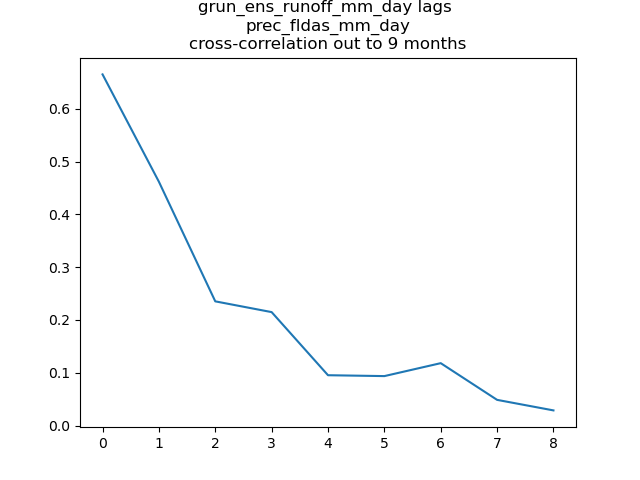 grun_ens_runoff_mm_day lags
prec_fldas_mm_day
cross-correlation out to 9 months
0.6
0.5
0.4
0.3
0.2
0.1
0.0
0 1 2 3 4 5 6 7 8